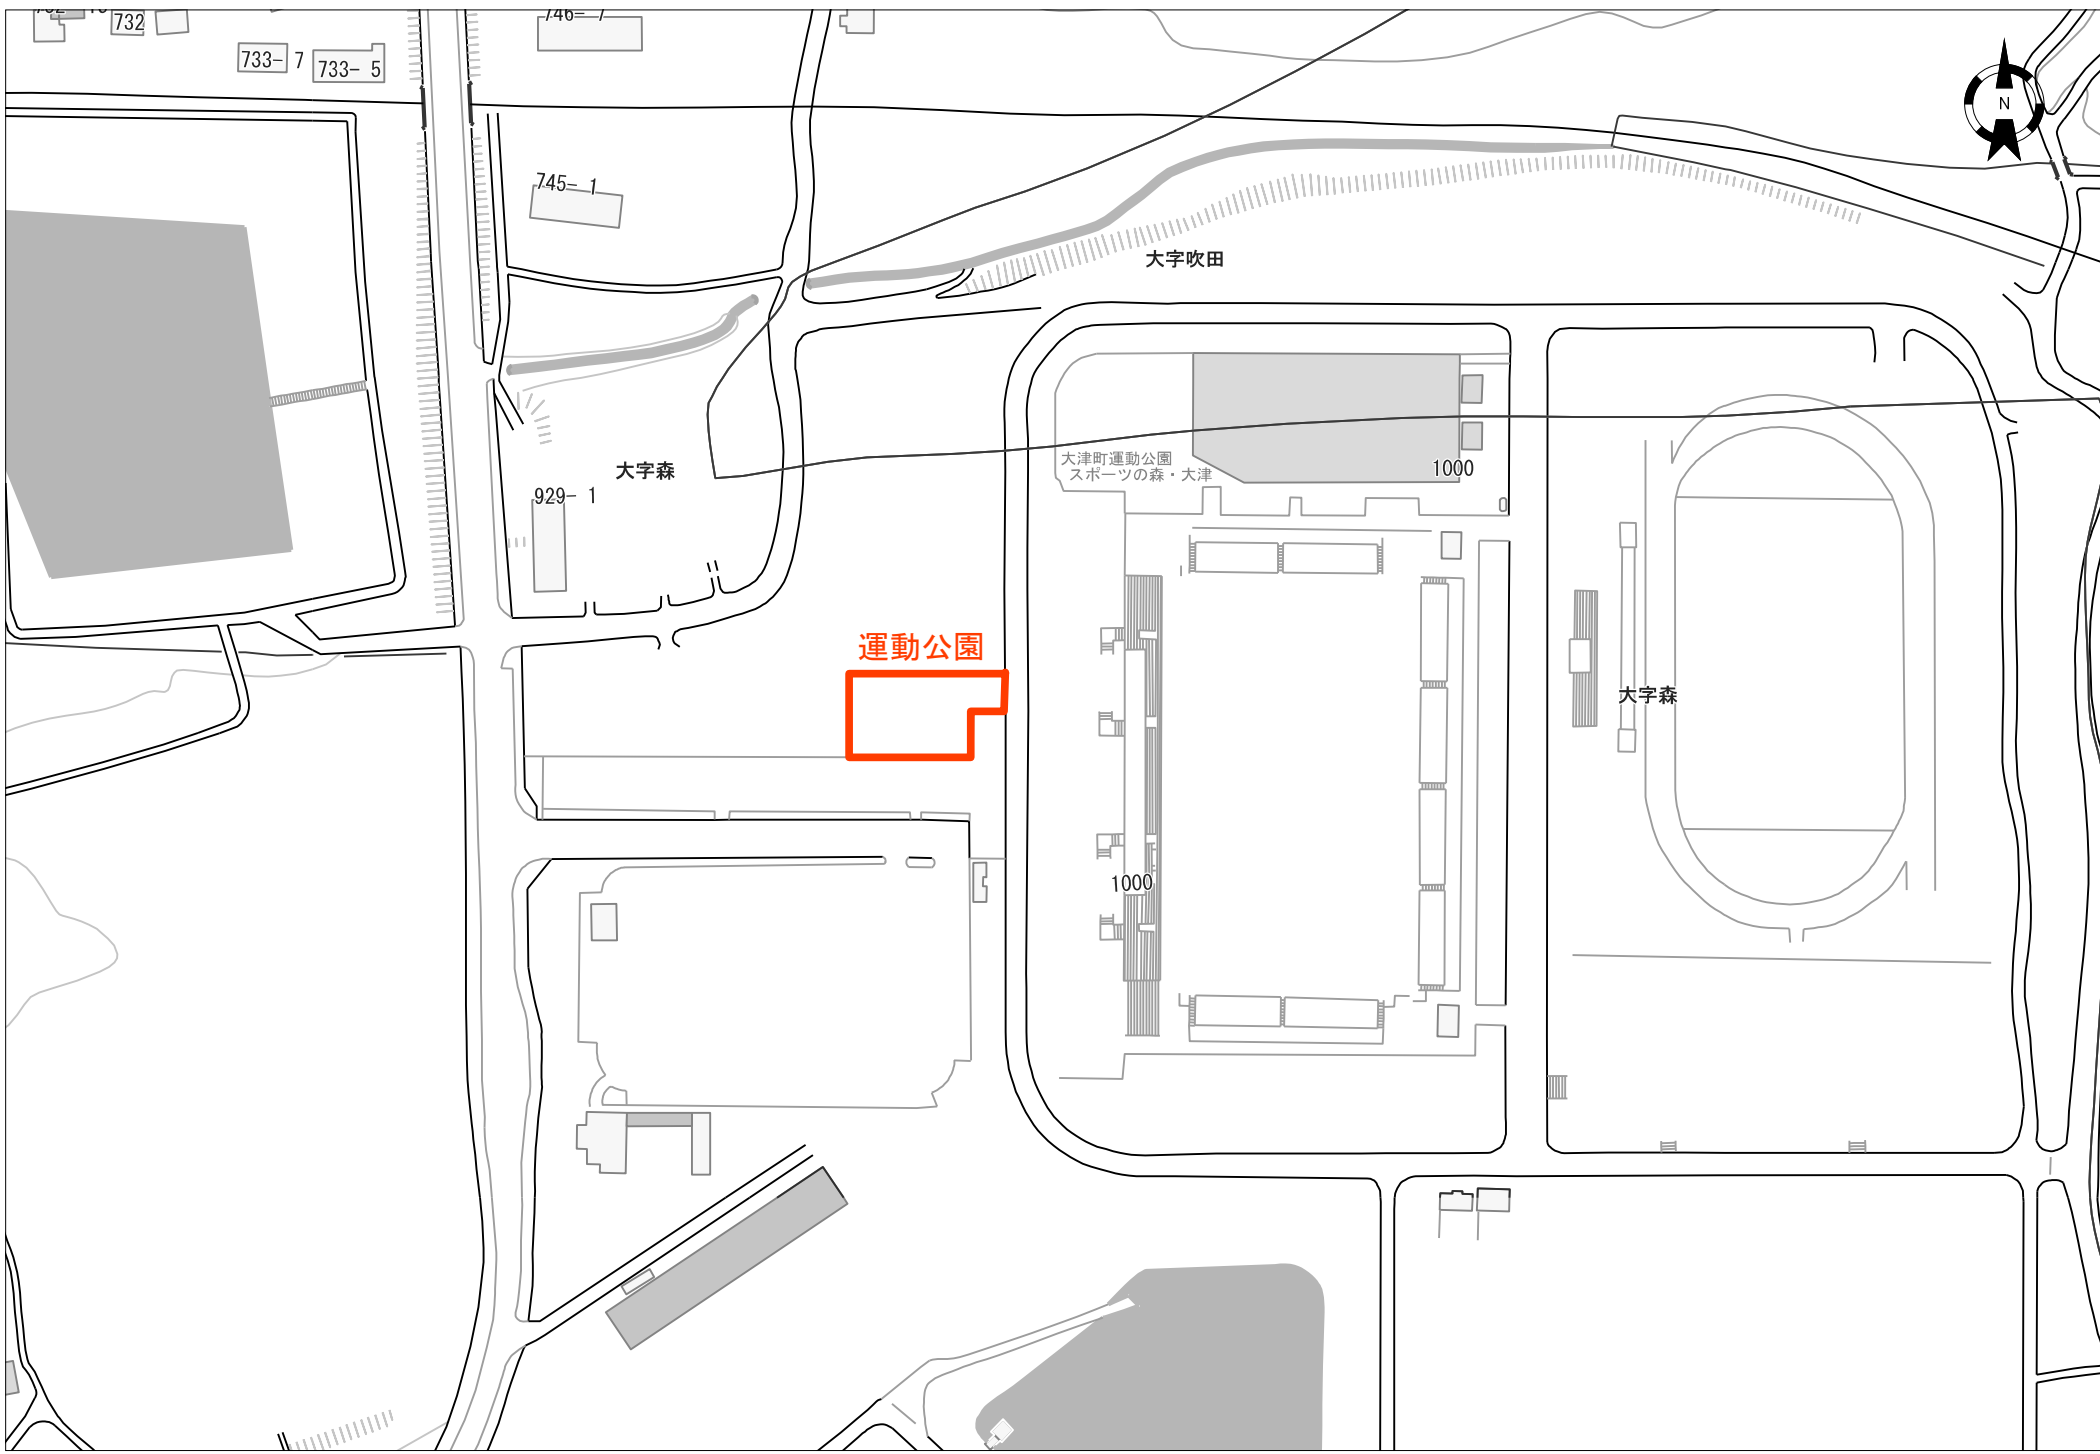 746- 7
732
733- 7
733- 5
N
745- 1
大字吹田
大津町運動公園
スポーツの森・大津
1000
大字森
929- 1
運動公園
大字森
1000